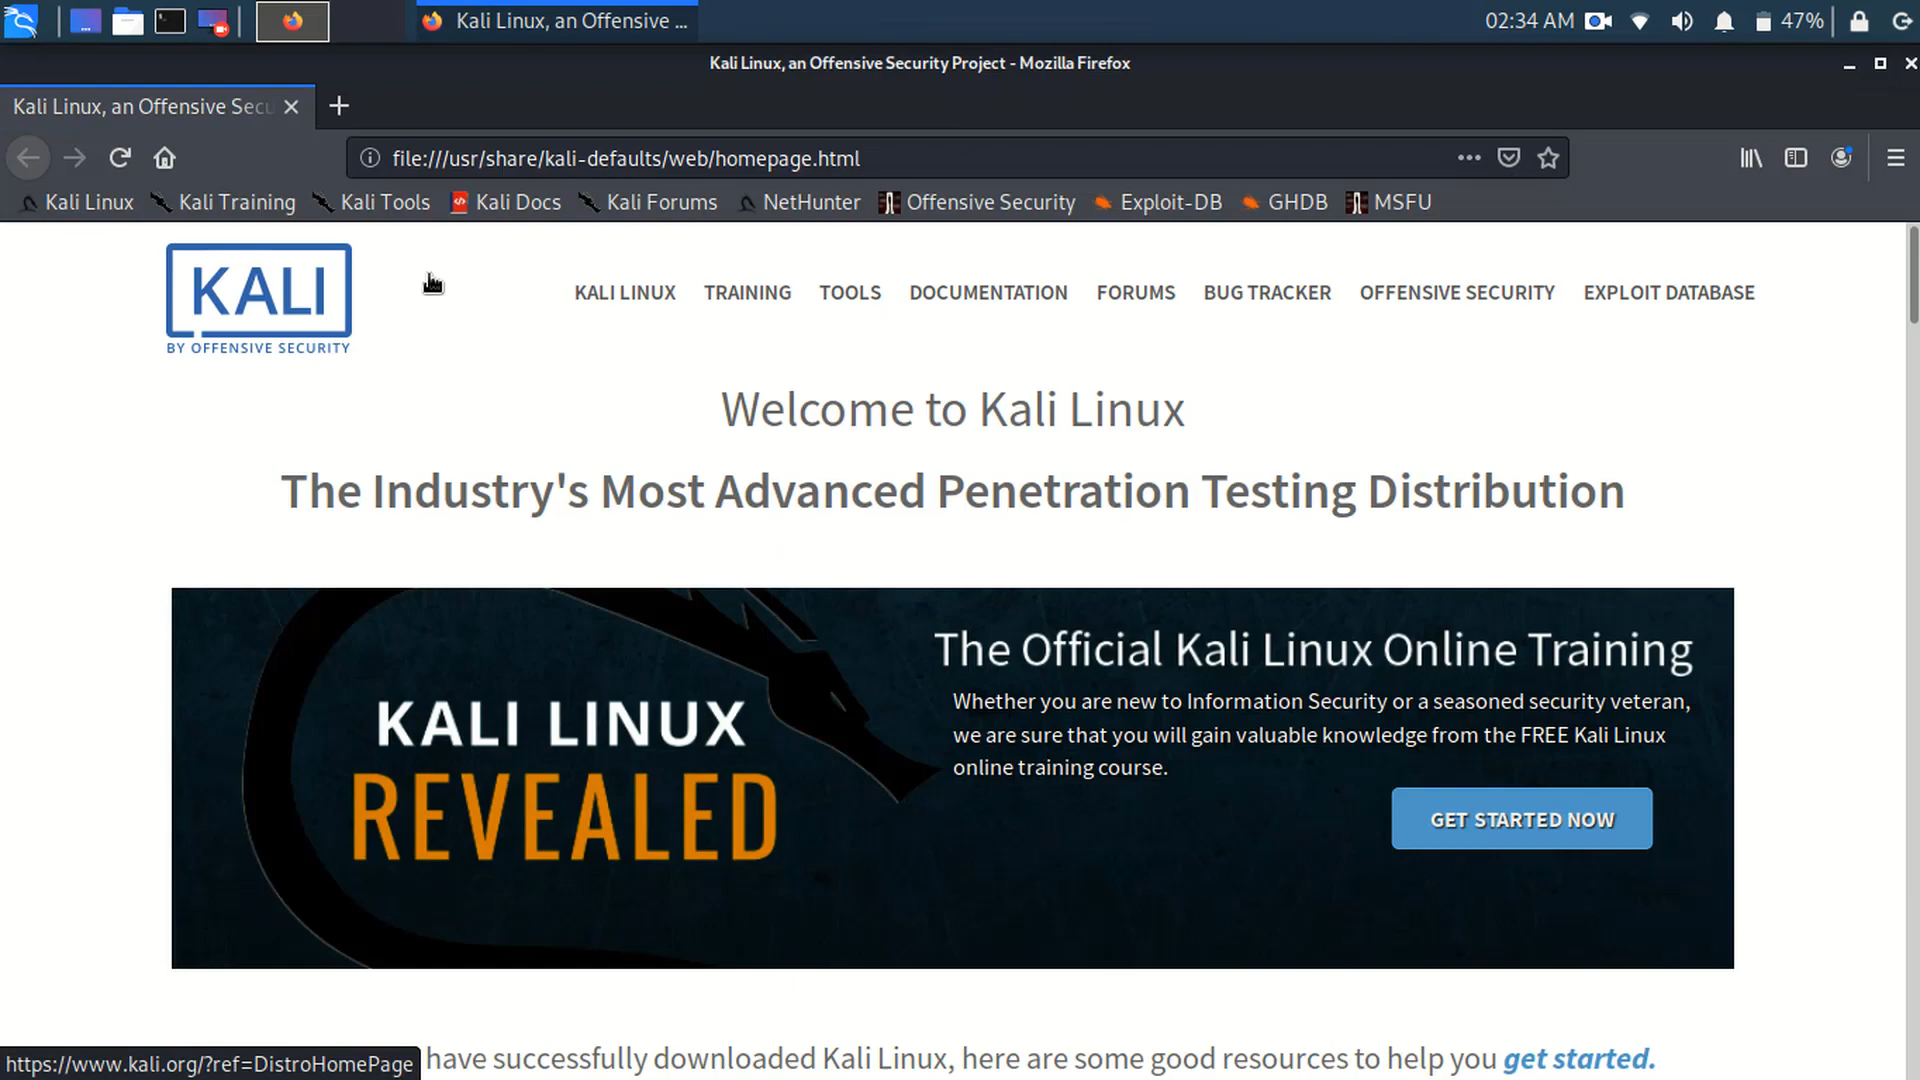 Kali Linux, an Offensive ...
02:34 AM
47%
Kali Linux, an Offensive Security Project - Mozilla Firefox
Kali Linux, an Offensive Secu
file:///usr/share/kali-defaults/web/homepage.html
Kali Linux
Kali Training
Kali Tools
Kali Docs
Kali Forums
NetHunter
Offensive Security
Exploit-DB
GHDB
MSFU
KALI
BY OFFENSIVE SECURITY
KALI LINUX
TRAINING
TOOLS
DOCUMENTATION
FORUMS
BUG TRACKER
OFFENSIVE SECURITY
EXPLOIT DATABASE
Welcome to Kali Linux
The Industry's Most Advanced Penetration Testing Distribution
KALI LINUX
REVEALED
The Official Kali Linux Online Training
Whether you are new to Information Security or a seasoned security veteran,
we are sure that you will gain valuable knowledge from the FREE Kali Linux
online training course.
GET STARTED NOW
have successfully downloaded Kali Linux, here are some good resources to help you get started.
https://www.kali.org/?ref=DistroHomePage